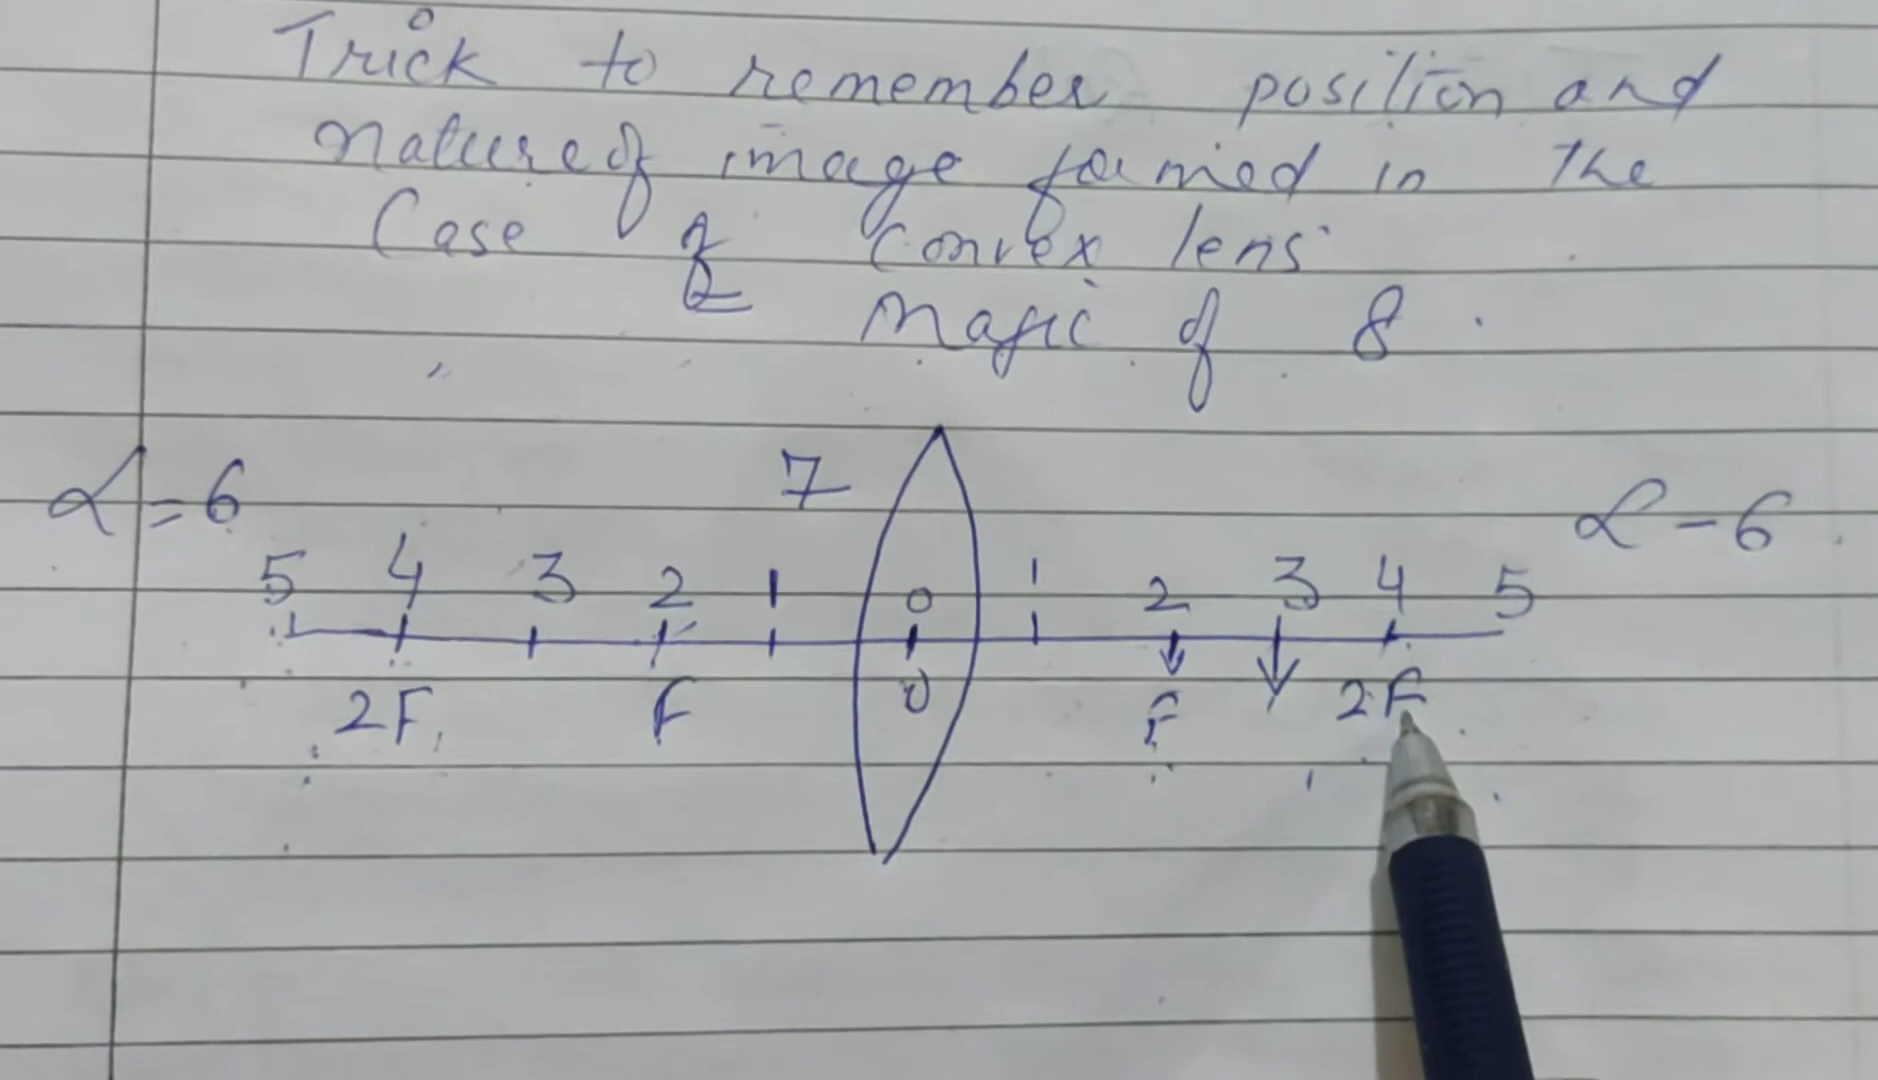 Trick to remember position and
nature of image formed in the
Case of Convex lens
Magic of 8
∝ = 6 7 ∝ - 6
5 4 3 2 1 0 1 2 3 4 5
2F F 0 F 2F